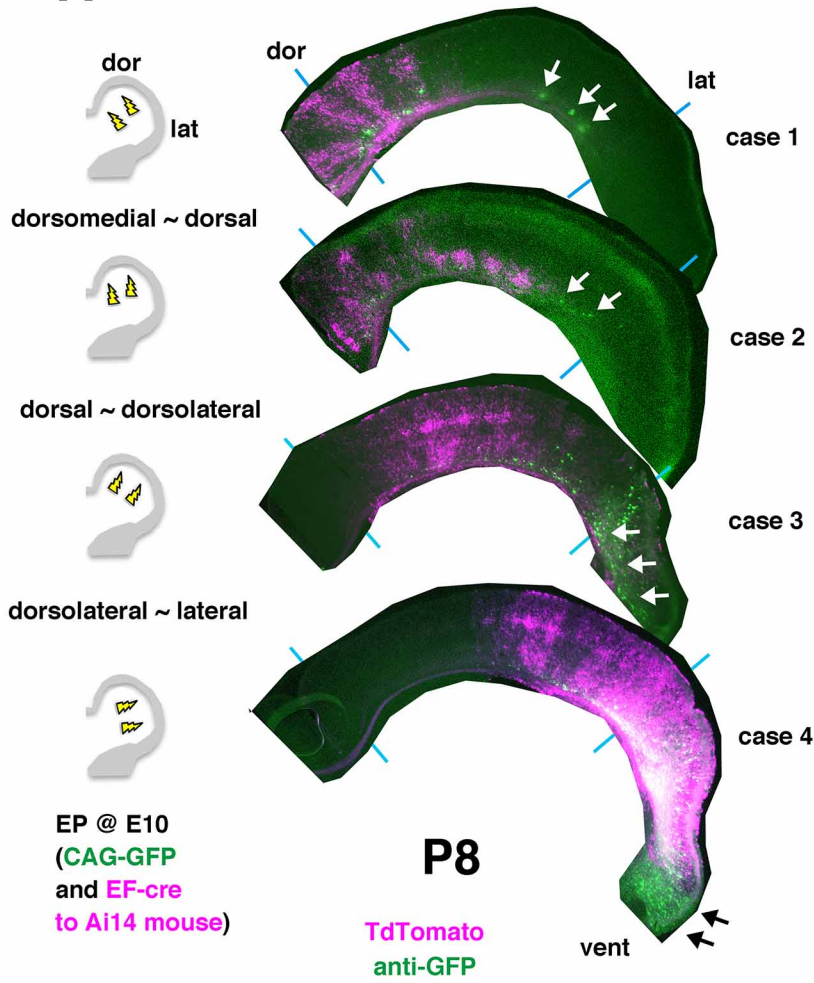 dor
lat
dor
lat
case 1
dorsomedial ~ dorsal
case 2
dorsal ~ dorsolateral
case 3
dorsolateral ~ lateral
case 4
EP @ E10
(CAG-GFP
and EF-cre
to Ai14 mouse)
P8
TdTomato
anti-GFP
vent